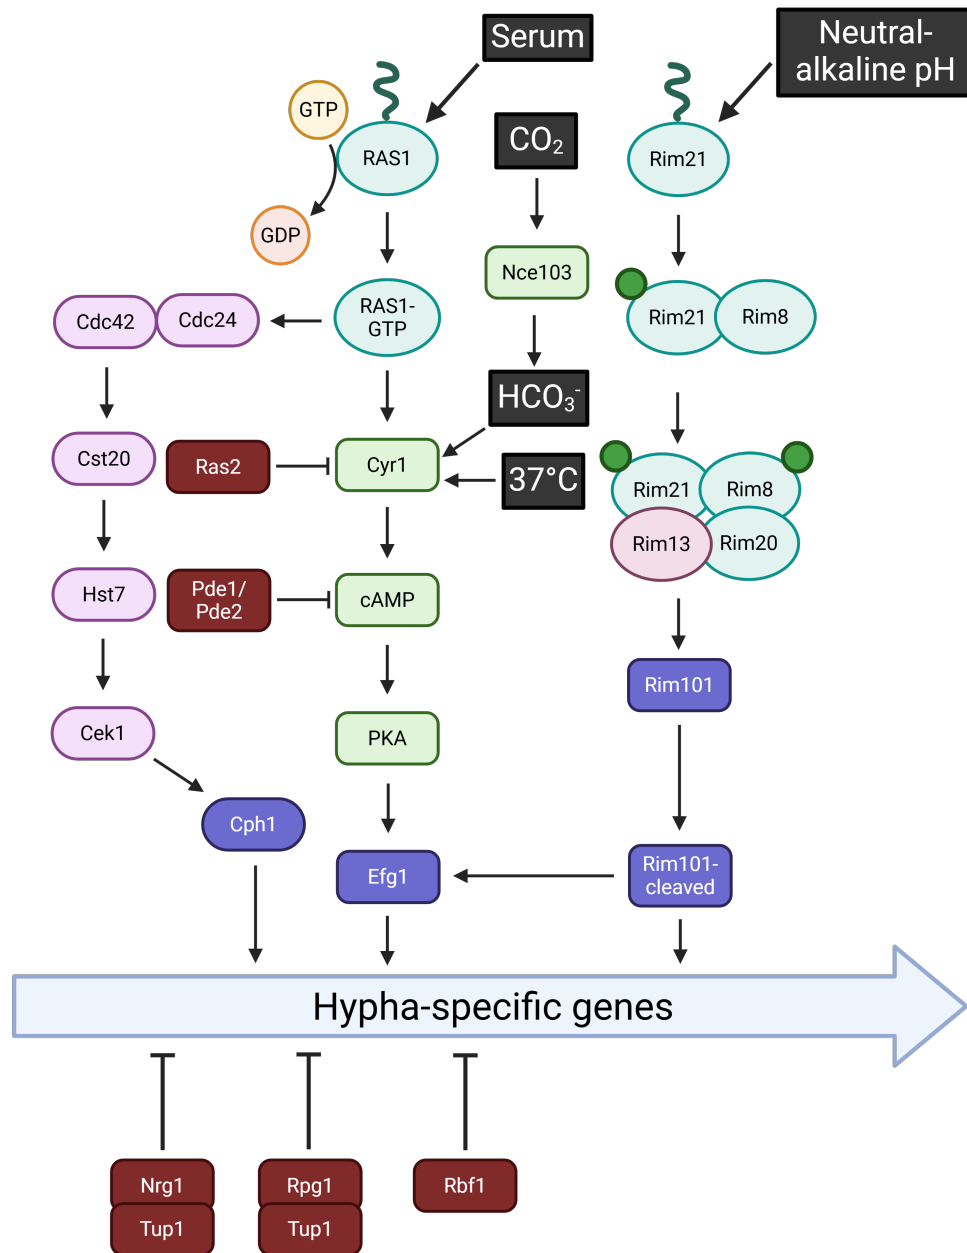 Serum
Neutral-
alkaline pH
GTP
RAS1
CO₂
Rim21
GDP
Nce103
Cdc42
Cdc24
RAS1-
GTP
Rim21
Rim8
HCO₃⁻
Cst20
Ras2
Cyr1
37°C
Rim21
Rim8
Rim13
Rim20
Hst7
Pde1/
Pde2
cAMP
Rim101
Cek1
PKA
Cph1
Efg1
Rim101-
cleaved
Hypha-specific genes
Nrg1
Tup1
Rpg1
Tup1
Rbf1